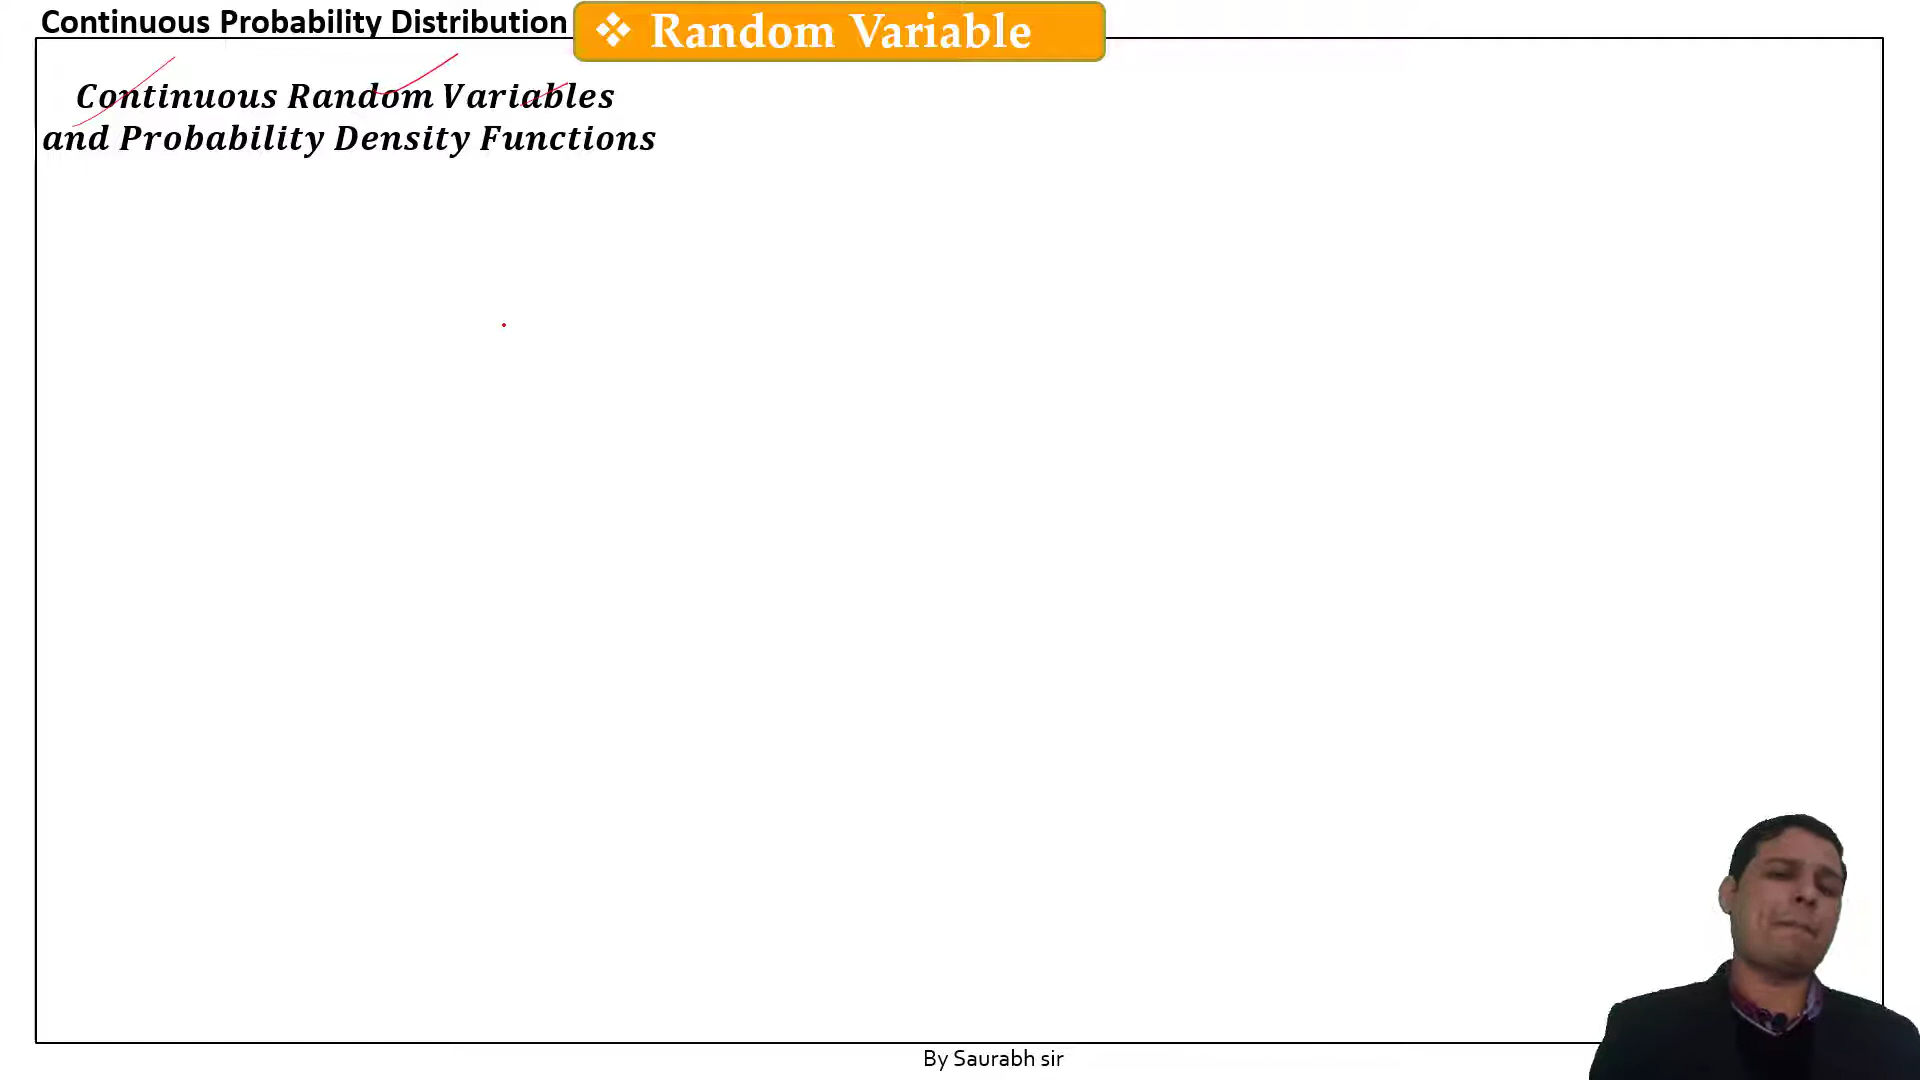 Continuous Probability Distribution
❖ Random Variable
Continuous Random Variables
and Probability Density Functions
By Saurabh sir